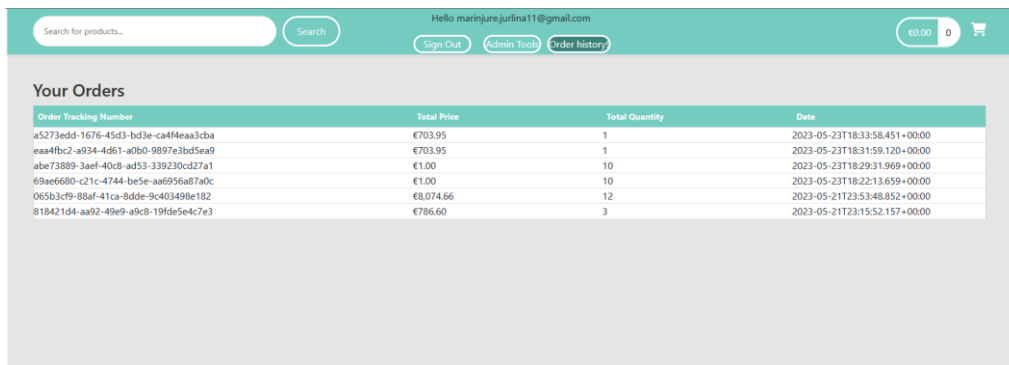 Hello marinjure.jurlina11@gmail.com
Search for products... Search €0.00 0
Sign Out Admin Tools Order history
Your Orders
Order Tracking Number Total Price Total Quantity Date
a5273edd-1676-45d3-bd3e-ca4f4eaa3cba €703.95 1 2023-05-23T18:33:58.451+00:00
eaa4fbc2-a934-4d61-a0b0-9897e3bd5ea9 €703.95 1 2023-05-23T18:31:59.120+00:00
abe73889-3aef-40c8-ad53-339230cd27a1 €1.00 10 2023-05-23T18:29:31.969+00:00
69ae6680-c21c-4744-be5e-aa6956a87a0c €1.00 10 2023-05-23T18:22:13.659+00:00
065b3cf9-88af-41ca-8dde-9c403498e182 €8,074.66 12 2023-05-21T23:53:48.852+00:00
818421d4-aa92-49e9-a9c8-19fde5e4c7e3 €786.60 3 2023-05-21T23:15:52.157+00:00